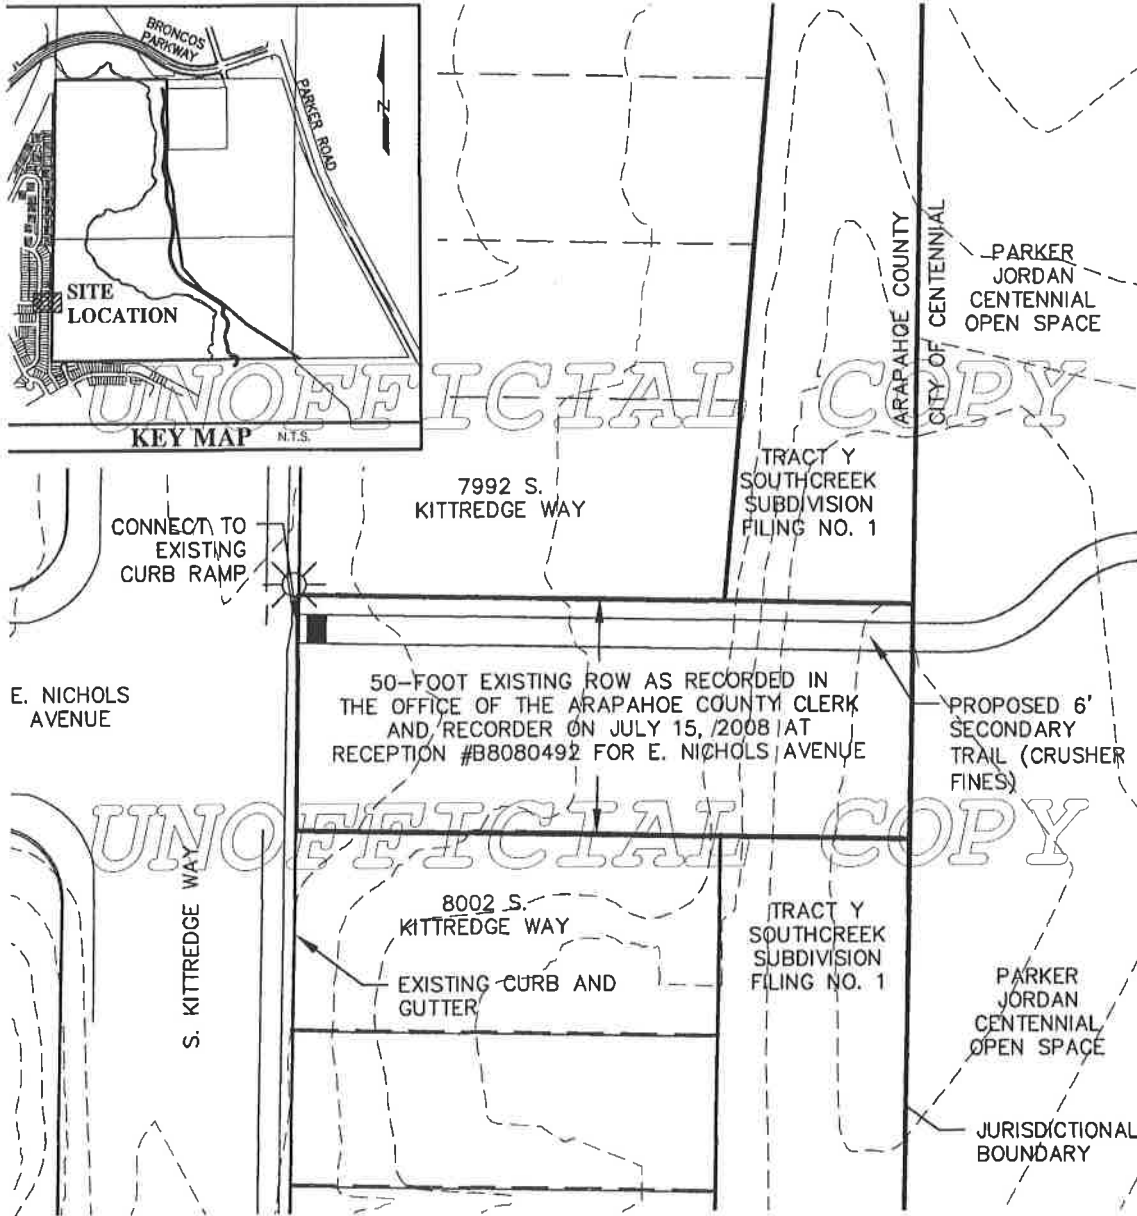 BRONCOS
PARKWAY
PARKER ROAD
N
SITE
LOCATION
KEY MAP N.T.S.
UNOFFICIAL COPY
ARAPAHOE COUNTY
CITY OF CENTENNIAL
PARKER
JORDAN
CENTENNIAL
OPEN SPACE
7992 S.
KITTREDGE WAY
TRACT Y
SOUTHCREEK
SUBDIVISION
FILING NO. 1
CONNECT TO
EXISTING
CURB RAMP
E. NICHOLS
AVENUE
50-FOOT EXISTING ROW AS RECORDED IN
THE OFFICE OF THE ARAPAHOE COUNTY CLERK
AND RECORDER ON JULY 15, 2008 AT
RECEPTION #B8080492 FOR E. NICHOLS AVENUE
PROPOSED 6'
SECONDARY
TRAIL (CRUSHER
FINES)
UNOFFICIAL COPY
S. KITTREDGE WAY
8002 S.
KITTREDGE WAY
TRACT Y
SOUTHCREEK
SUBDIVISION
FILING NO. 1
EXISTING CURB AND
GUTTER
PARKER
JORDAN
CENTENNIAL
OPEN SPACE
JURISDICTIONAL
BOUNDARY